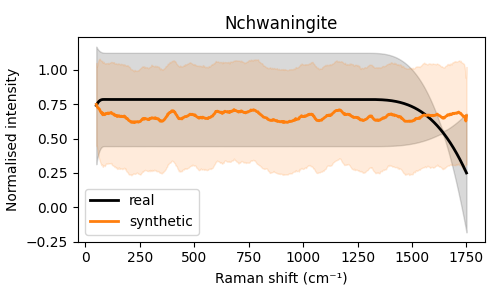 Nchwaningite
Normalised intensity
1.00
0.75
0.50
0.25
0.00
−0.25
real
synthetic
0
250
500
750
1000
1250
1500
1750
Raman shift (cm⁻¹)